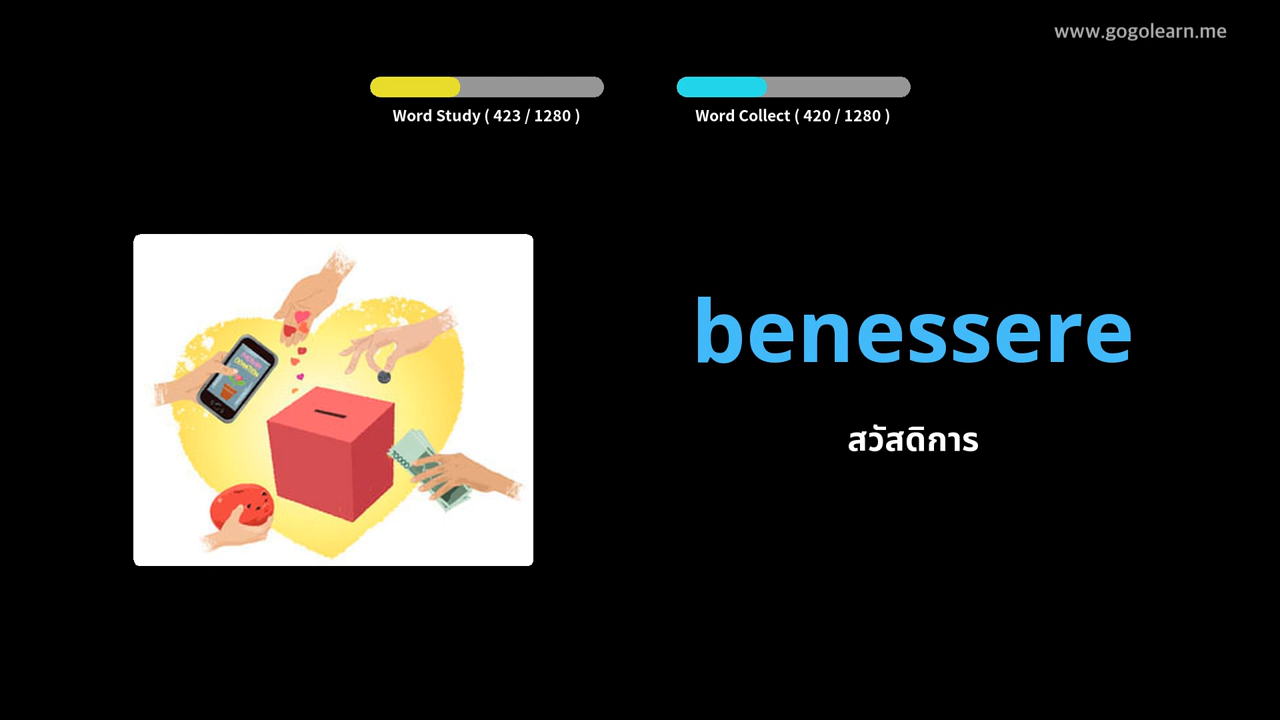 www.gogolearn.me
Word Study ( 423 / 1280 )
Word Collect ( 420 / 1280 )
benessere
สวัสดิการ